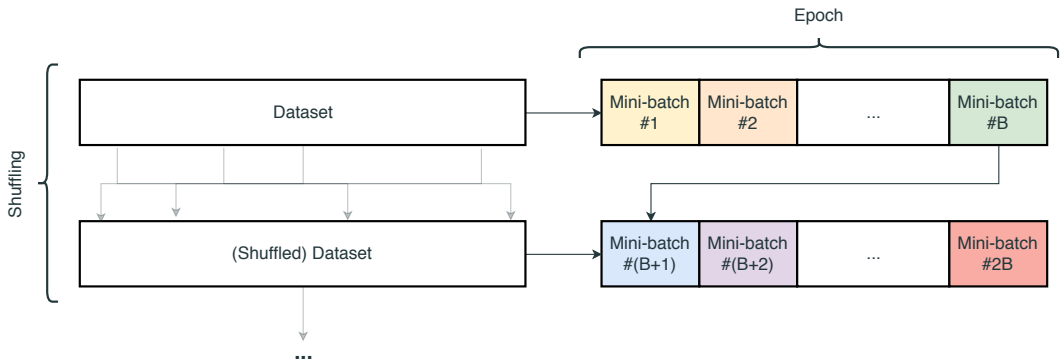 Epoch
Shuffling
Dataset
Mini-batch
#1
Mini-batch
#2
...
Mini-batch
#B
(Shuffled) Dataset
Mini-batch
#(B+1)
Mini-batch
#(B+2)
...
Mini-batch
#2B
...